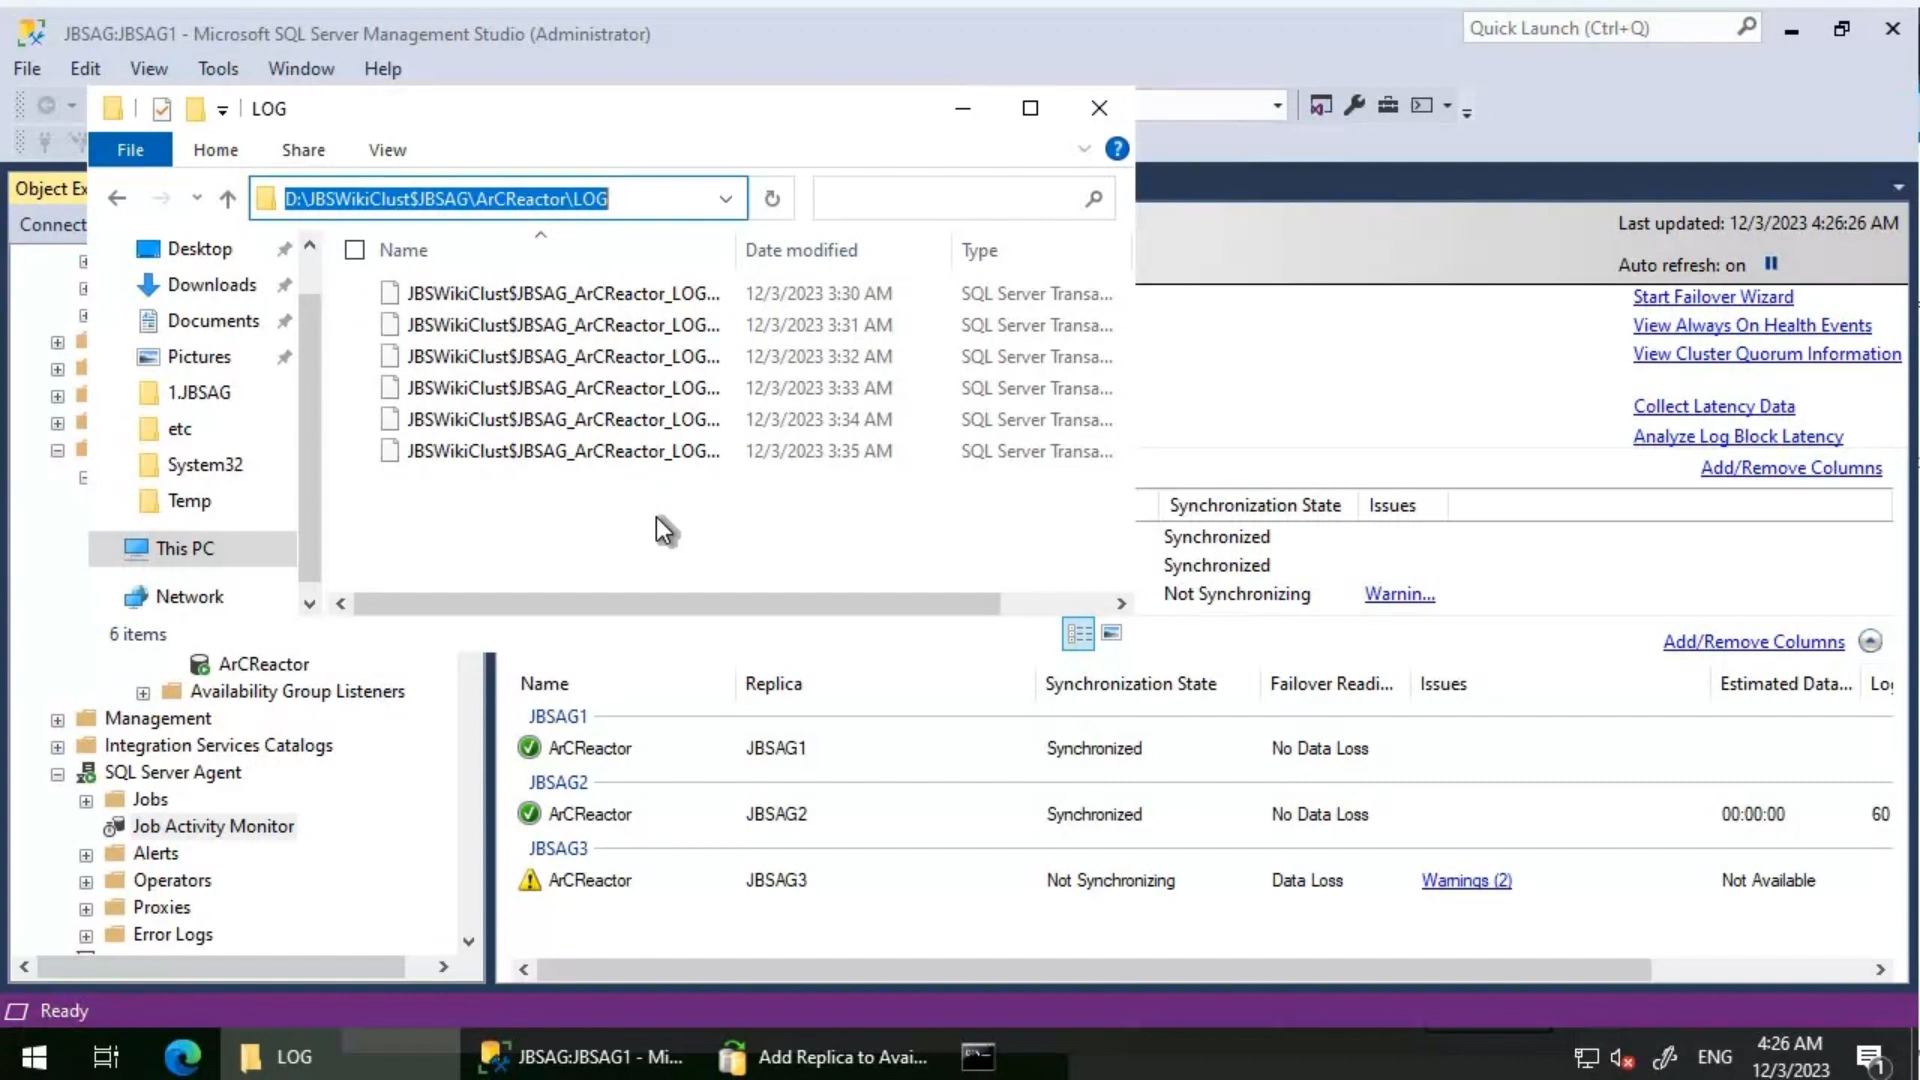 JBSAG:JBSAG1 - Microsoft SQL Server Management Studio (Administrator)
Quick Launch (Ctrl+Q)
File Edit View Tools Window Help
LOG
File Home Share View
Object Ex
D:\JBSWikiClust$JBSAG\ArCReactor\LOG
Connect
Last updated: 12/3/2023 4:26:26 AM
Auto refresh: on
Start Failover Wizard
View Always On Health Events
View Cluster Quorum Information
Collect Latency Data
Analyze Log Block Latency
Add/Remove Columns
Desktop
Downloads
Documents
Pictures
1.JBSAG
etc
System32
Temp
This PC
Network
Name Date modified Type
JBSWikiClust$JBSAG_ArCReactor_LOG... 12/3/2023 3:30 AM SQL Server Transa...
JBSWikiClust$JBSAG_ArCReactor_LOG... 12/3/2023 3:31 AM SQL Server Transa...
JBSWikiClust$JBSAG_ArCReactor_LOG... 12/3/2023 3:32 AM SQL Server Transa...
JBSWikiClust$JBSAG_ArCReactor_LOG... 12/3/2023 3:33 AM SQL Server Transa...
JBSWikiClust$JBSAG_ArCReactor_LOG... 12/3/2023 3:34 AM SQL Server Transa...
JBSWikiClust$JBSAG_ArCReactor_LOG... 12/3/2023 3:35 AM SQL Server Transa...
6 items
Synchronization State Issues
Synchronized
Synchronized
Not Synchronizing Warnin...
Add/Remove Columns
ArCReactor
Availability Group Listeners
Management
Integration Services Catalogs
SQL Server Agent
Jobs
Job Activity Monitor
Alerts
Operators
Proxies
Error Logs
Name Replica Synchronization State Failover Readi... Issues Estimated Data... Log
JBSAG1
ArCReactor JBSAG1 Synchronized No Data Loss
JBSAG2
ArCReactor JBSAG2 Synchronized No Data Loss 00:00:00 60
JBSAG3
ArCReactor JBSAG3 Not Synchronizing Data Loss Warnings (2) Not Available
Ready
LOG
JBSAG:JBSAG1 - Mi...
Add Replica to Avai...
ENG
4:26 AM
12/3/2023
1